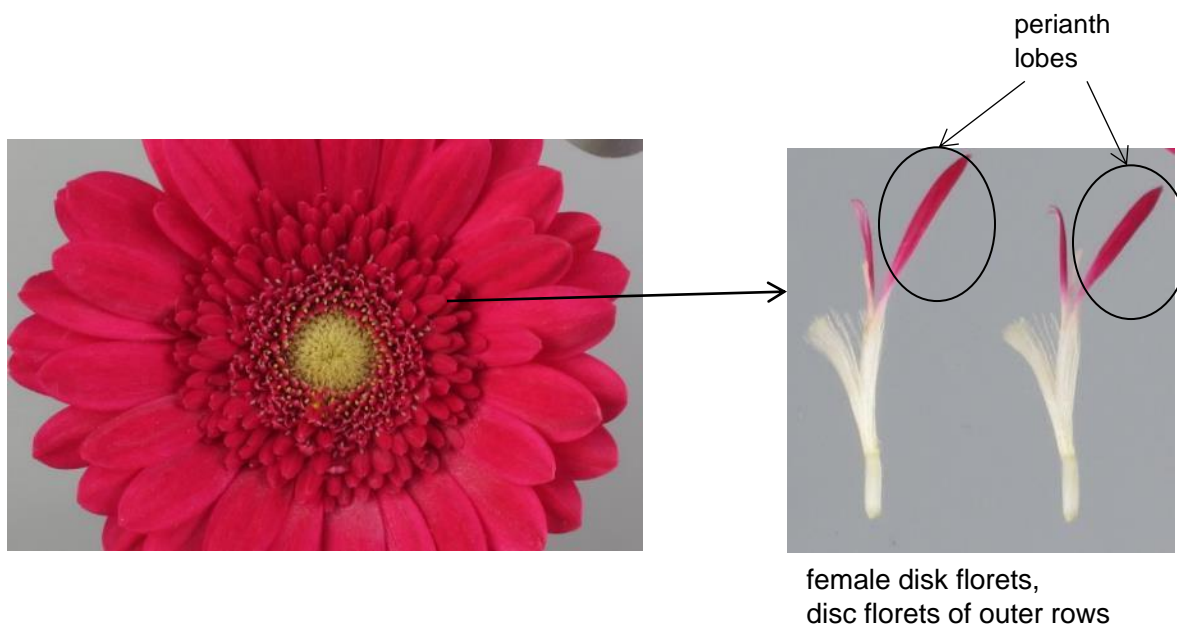 perianth
lobes
female disk florets,
disc florets of outer rows